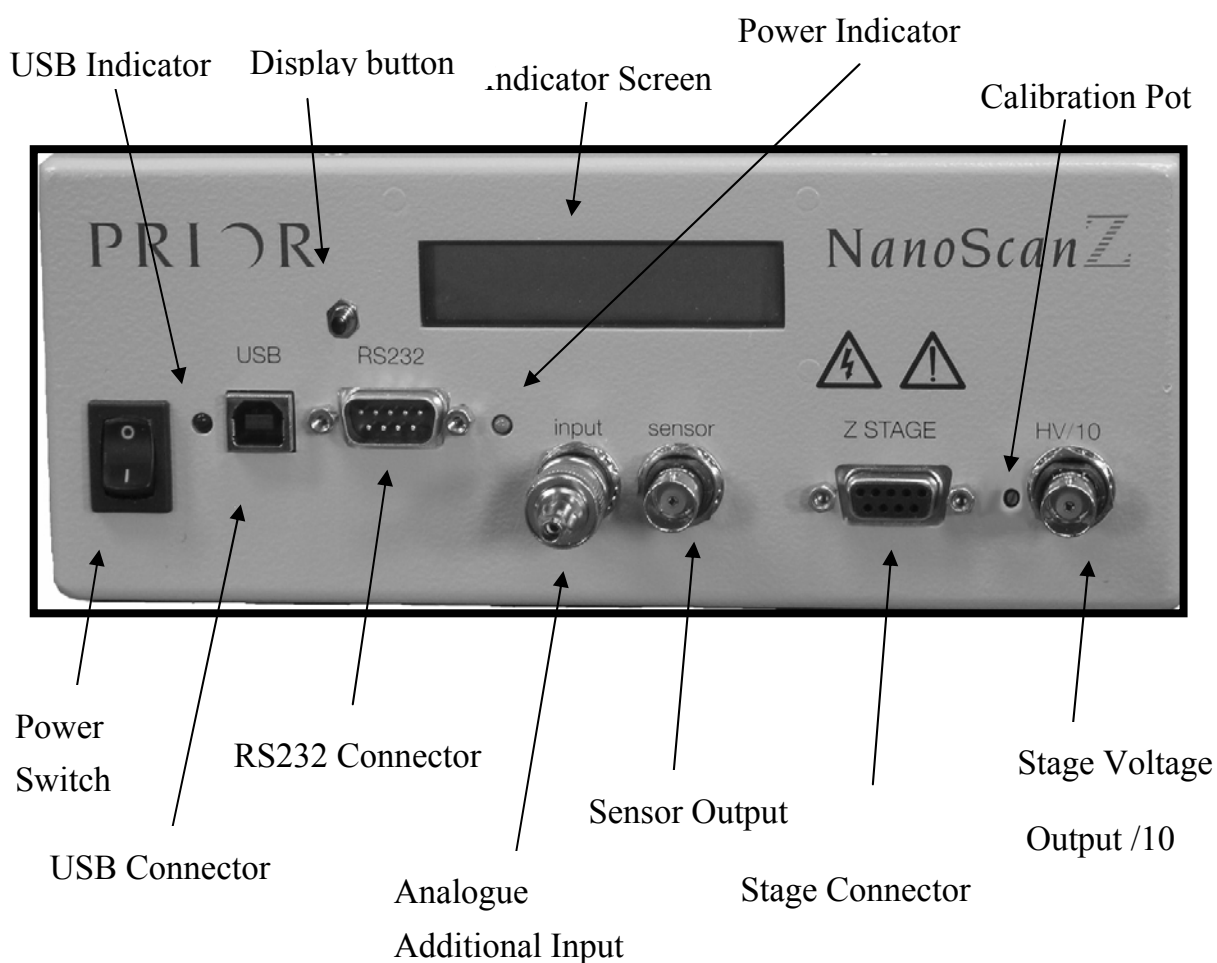 Power Indicator
USB Indicator
Display button
ndicator Screen
Calibration Pot
PRIOR
NanoScanZ
USB
RS232
input
sensor
Z STAGE
HV/10
O
I
Power
Switch
RS232 Connector
USB Connector
Analogue
Additional Input
Sensor Output
Stage Connector
Stage Voltage
Output /10